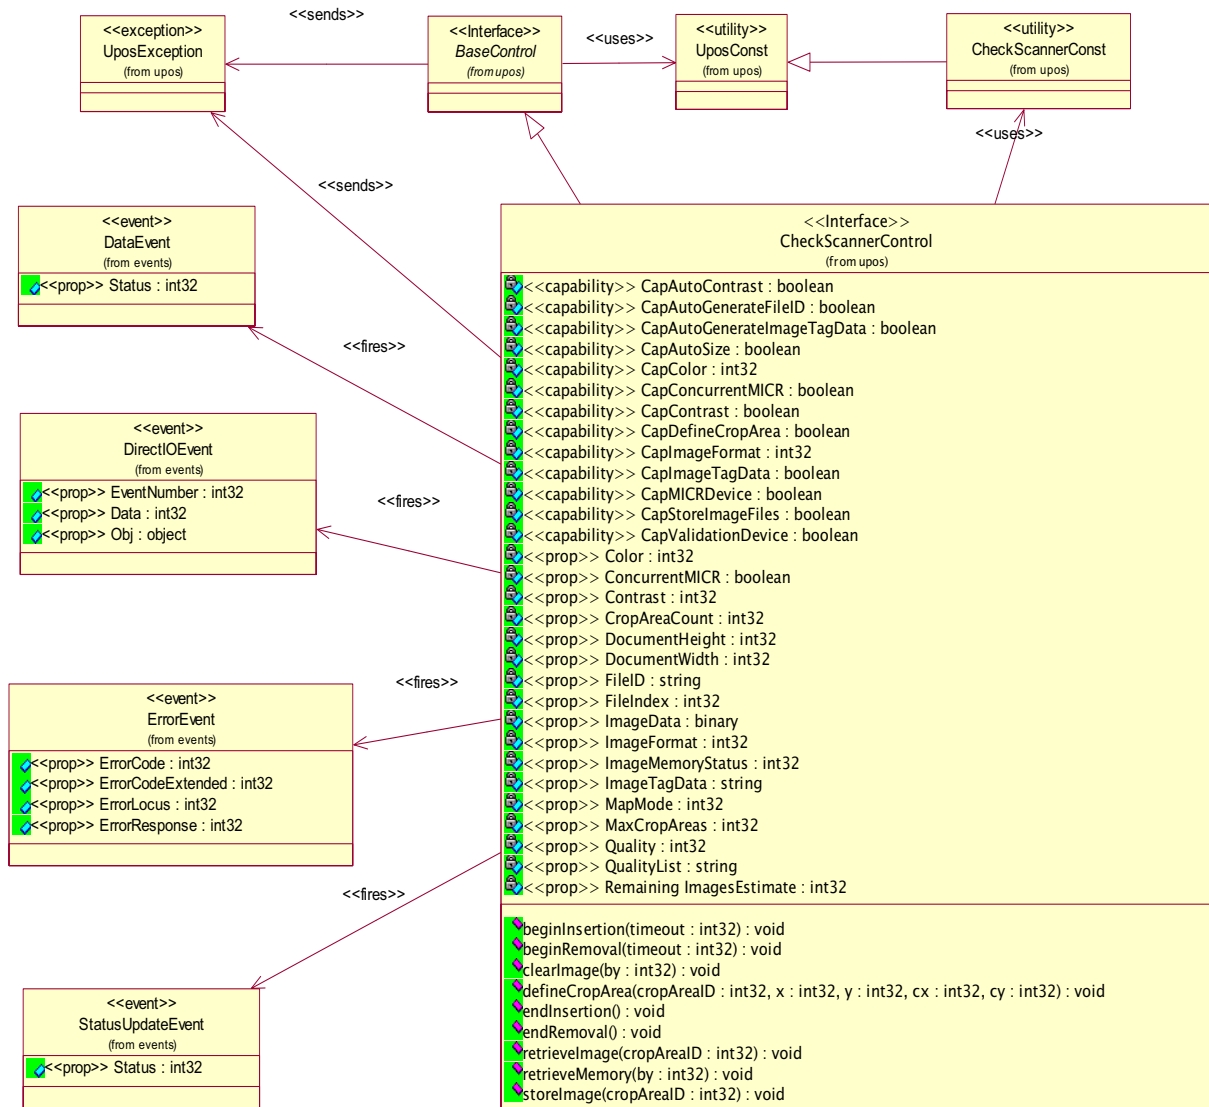 <<sends>>
<<exception>>
UposException
(from upos)
<<Interface>>
BaseControl
(from upos)
<<uses>>
<<utility>>
UposConst
(from upos)
<<utility>>
CheckScannerConst
(from upos)
<<uses>>
<<sends>>
<<event>>
DataEvent
(from events)
<<prop>> Status : int32
<<fires>>
<<event>>
DirectIOEvent
(from events)
<<prop>> EventNumber : int32
<<prop>> Data : int32
<<prop>> Obj : object
<<fires>>
<<event>>
ErrorEvent
(from events)
<<prop>> ErrorCode : int32
<<prop>> ErrorCodeExtended : int32
<<prop>> ErrorLocus : int32
<<prop>> ErrorResponse : int32
<<fires>>
<<fires>>
<<event>>
StatusUpdateEvent
(from events)
<<prop>> Status : int32
<<Interface>>
CheckScannerControl
(from upos)
<<capability>> CapAutoContrast : boolean
<<capability>> CapAutoGenerateFileID : boolean
<<capability>> CapAutoGenerateImageTagData : boolean
<<capability>> CapAutoSize : boolean
<<capability>> CapColor : int32
<<capability>> CapConcurrentMICR : boolean
<<capability>> CapContrast : boolean
<<capability>> CapDefineCropArea : boolean
<<capability>> CapImageFormat : int32
<<capability>> CapImageTagData : boolean
<<capability>> CapMICRDevice : boolean
<<capability>> CapStoreImageFiles : boolean
<<capability>> CapValidationDevice : boolean
<<prop>> Color : int32
<<prop>> ConcurrentMICR : boolean
<<prop>> Contrast : int32
<<prop>> CropAreaCount : int32
<<prop>> DocumentHeight : int32
<<prop>> DocumentWidth : int32
<<prop>> FileID : string
<<prop>> FileIndex : int32
<<prop>> ImageData : binary
<<prop>> ImageFormat : int32
<<prop>> ImageMemoryStatus : int32
<<prop>> ImageTagData : string
<<prop>> MapMode : int32
<<prop>> MaxCropAreas : int32
<<prop>> Quality : int32
<<prop>> QualityList : string
<<prop>> Remaining ImagesEstimate : int32
beginInsertion(timeout : int32) : void
beginRemoval(timeout : int32) : void
clearImage(by : int32) : void
defineCropArea(cropAreaID : int32, x : int32, y : int32, cx : int32, cy : int32) : void
endInsertion() : void
endRemoval() : void
retrieveImage(cropAreaID : int32) : void
retrieveMemory(by : int32) : void
storeImage(cropAreaID : int32) : void